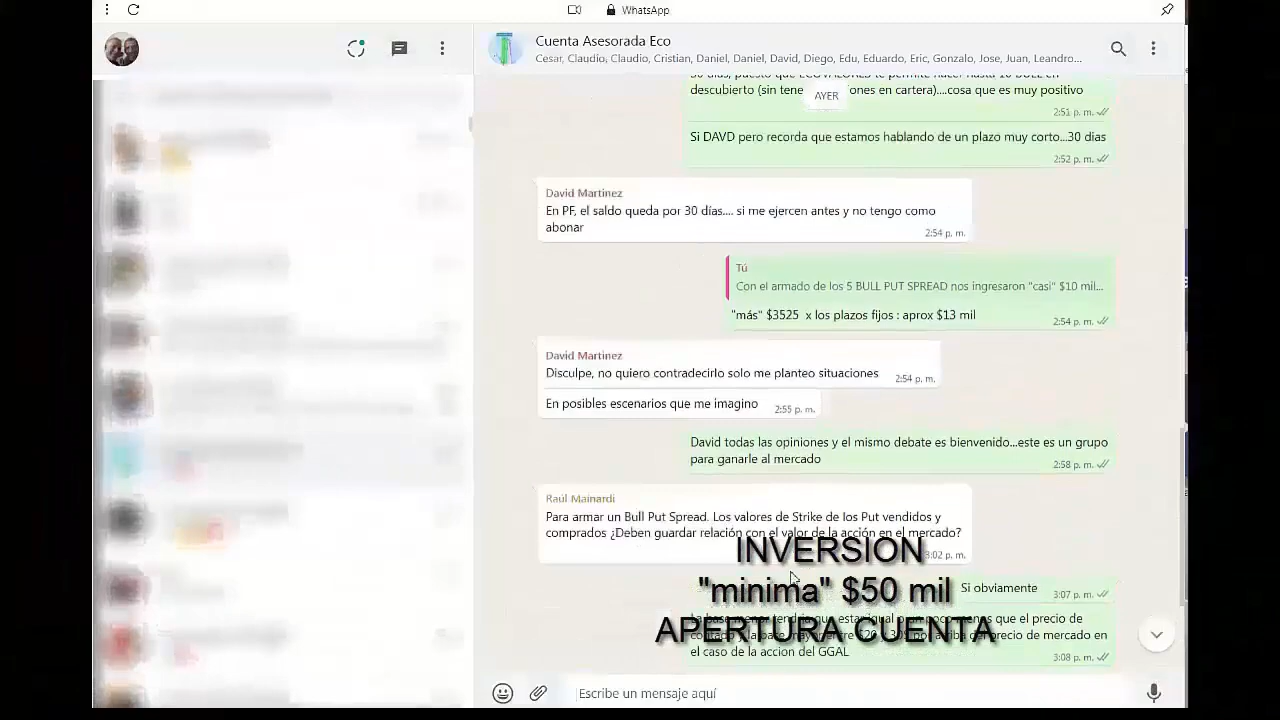 WhatsApp
Cuenta Asesorada Eco
Cesar, Claudio, Claudio, Cristian, Daniel, Daniel, David, Diego, Edu, Eduardo, Eric, Gonzalo, Jose, Juan, Leandro...
AYER
descubierto (sin tene ones en cartera)....cosa que es muy positivo
2:51 p. m.
Si DAVD pero recorda que estamos hablando de un plazo muy corto...30 dias
2:52 p. m.
David Martinez
En PF, el saldo queda por 30 días.... si me ejercen antes y no tengo como
abonar
2:54 p. m.
Tú
Con el armado de los 5 BULL PUT SPREAD nos ingresaron "casi" $10 mil...
"más" $3525 x los plazos fijos : aprox $13 mil
2:54 p. m.
David Martinez
Disculpe, no quiero contradecirlo solo me planteo situaciones
2:54 p. m.
En posibles escenarios que me imagino
2:55 p. m.
David todas las opiniones y el mismo debate es bienvenido...este es un grupo
para ganarle al mercado
2:58 p. m.
Raúl Mainardi
Para armar un Bull Put Spread. Los valores de Strike de los Put vendidos y
comprados ¿Deben guardar relación con el valor de la acción en el mercado?
3:02 p. m.
INVERSION
"minima" $50 mil
APERTURA CUENTA
Si obviamente
3:07 p. m.
que el precio de
precio de mercado en
el caso de la accion del GGAL
3:08 p. m.
Escribe un mensaje aquí